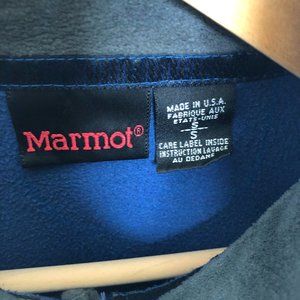 Marmot®
MADE IN U.S.A.
FABRIQUE AUX
ETATS-UNIS
S/S
CARE LABEL INSIDE
INSTRUCTION LAVAGE
AU DEDANS